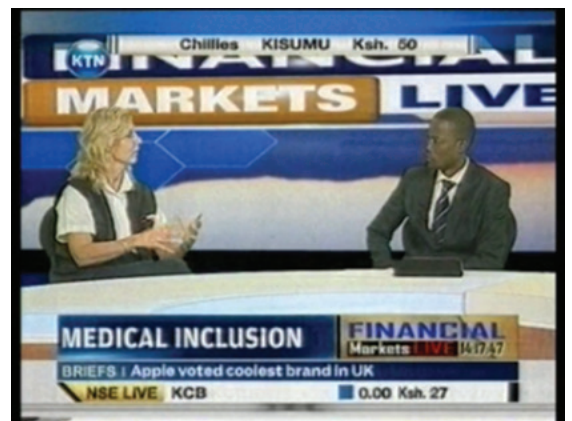 Chillies KISUMU Ksh. 50
KTN
FINANCIAL
MARKETS LIVE
MEDICAL INCLUSION
FINANCIAL
Markets LIVE 14:17:47
BRIEFS | Apple voted coolest brand in UK
NSE LIVE KCB 0.00 Ksh. 27